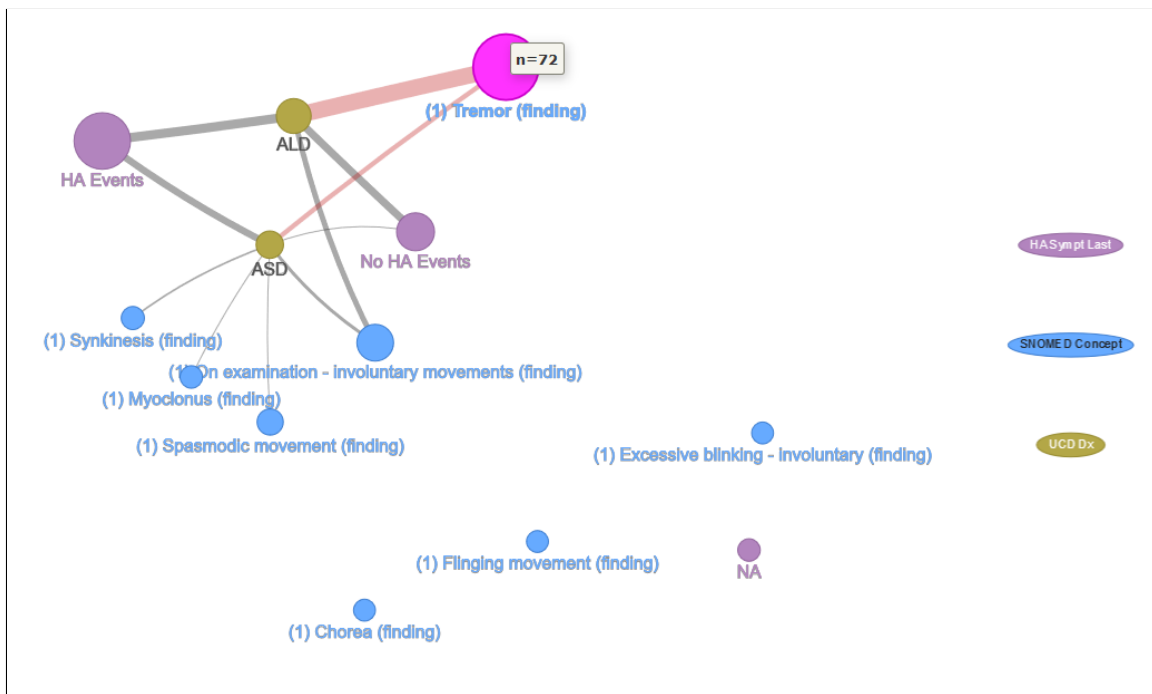 n=72
(1) Tremor (finding)
ALD
HA Events
No HA Events
HA Sympt Last
ASD
(1) Synkinesis (finding)
SNOMED Concept
(1) On examination - involuntary movements (finding)
(1) Myoclonus (finding)
(1) Spasmodic movement (finding)
UCD Dx
(1) Excessive blinking - involuntary (finding)
(1) Flinging movement (finding)
NA
(1) Chorea (finding)